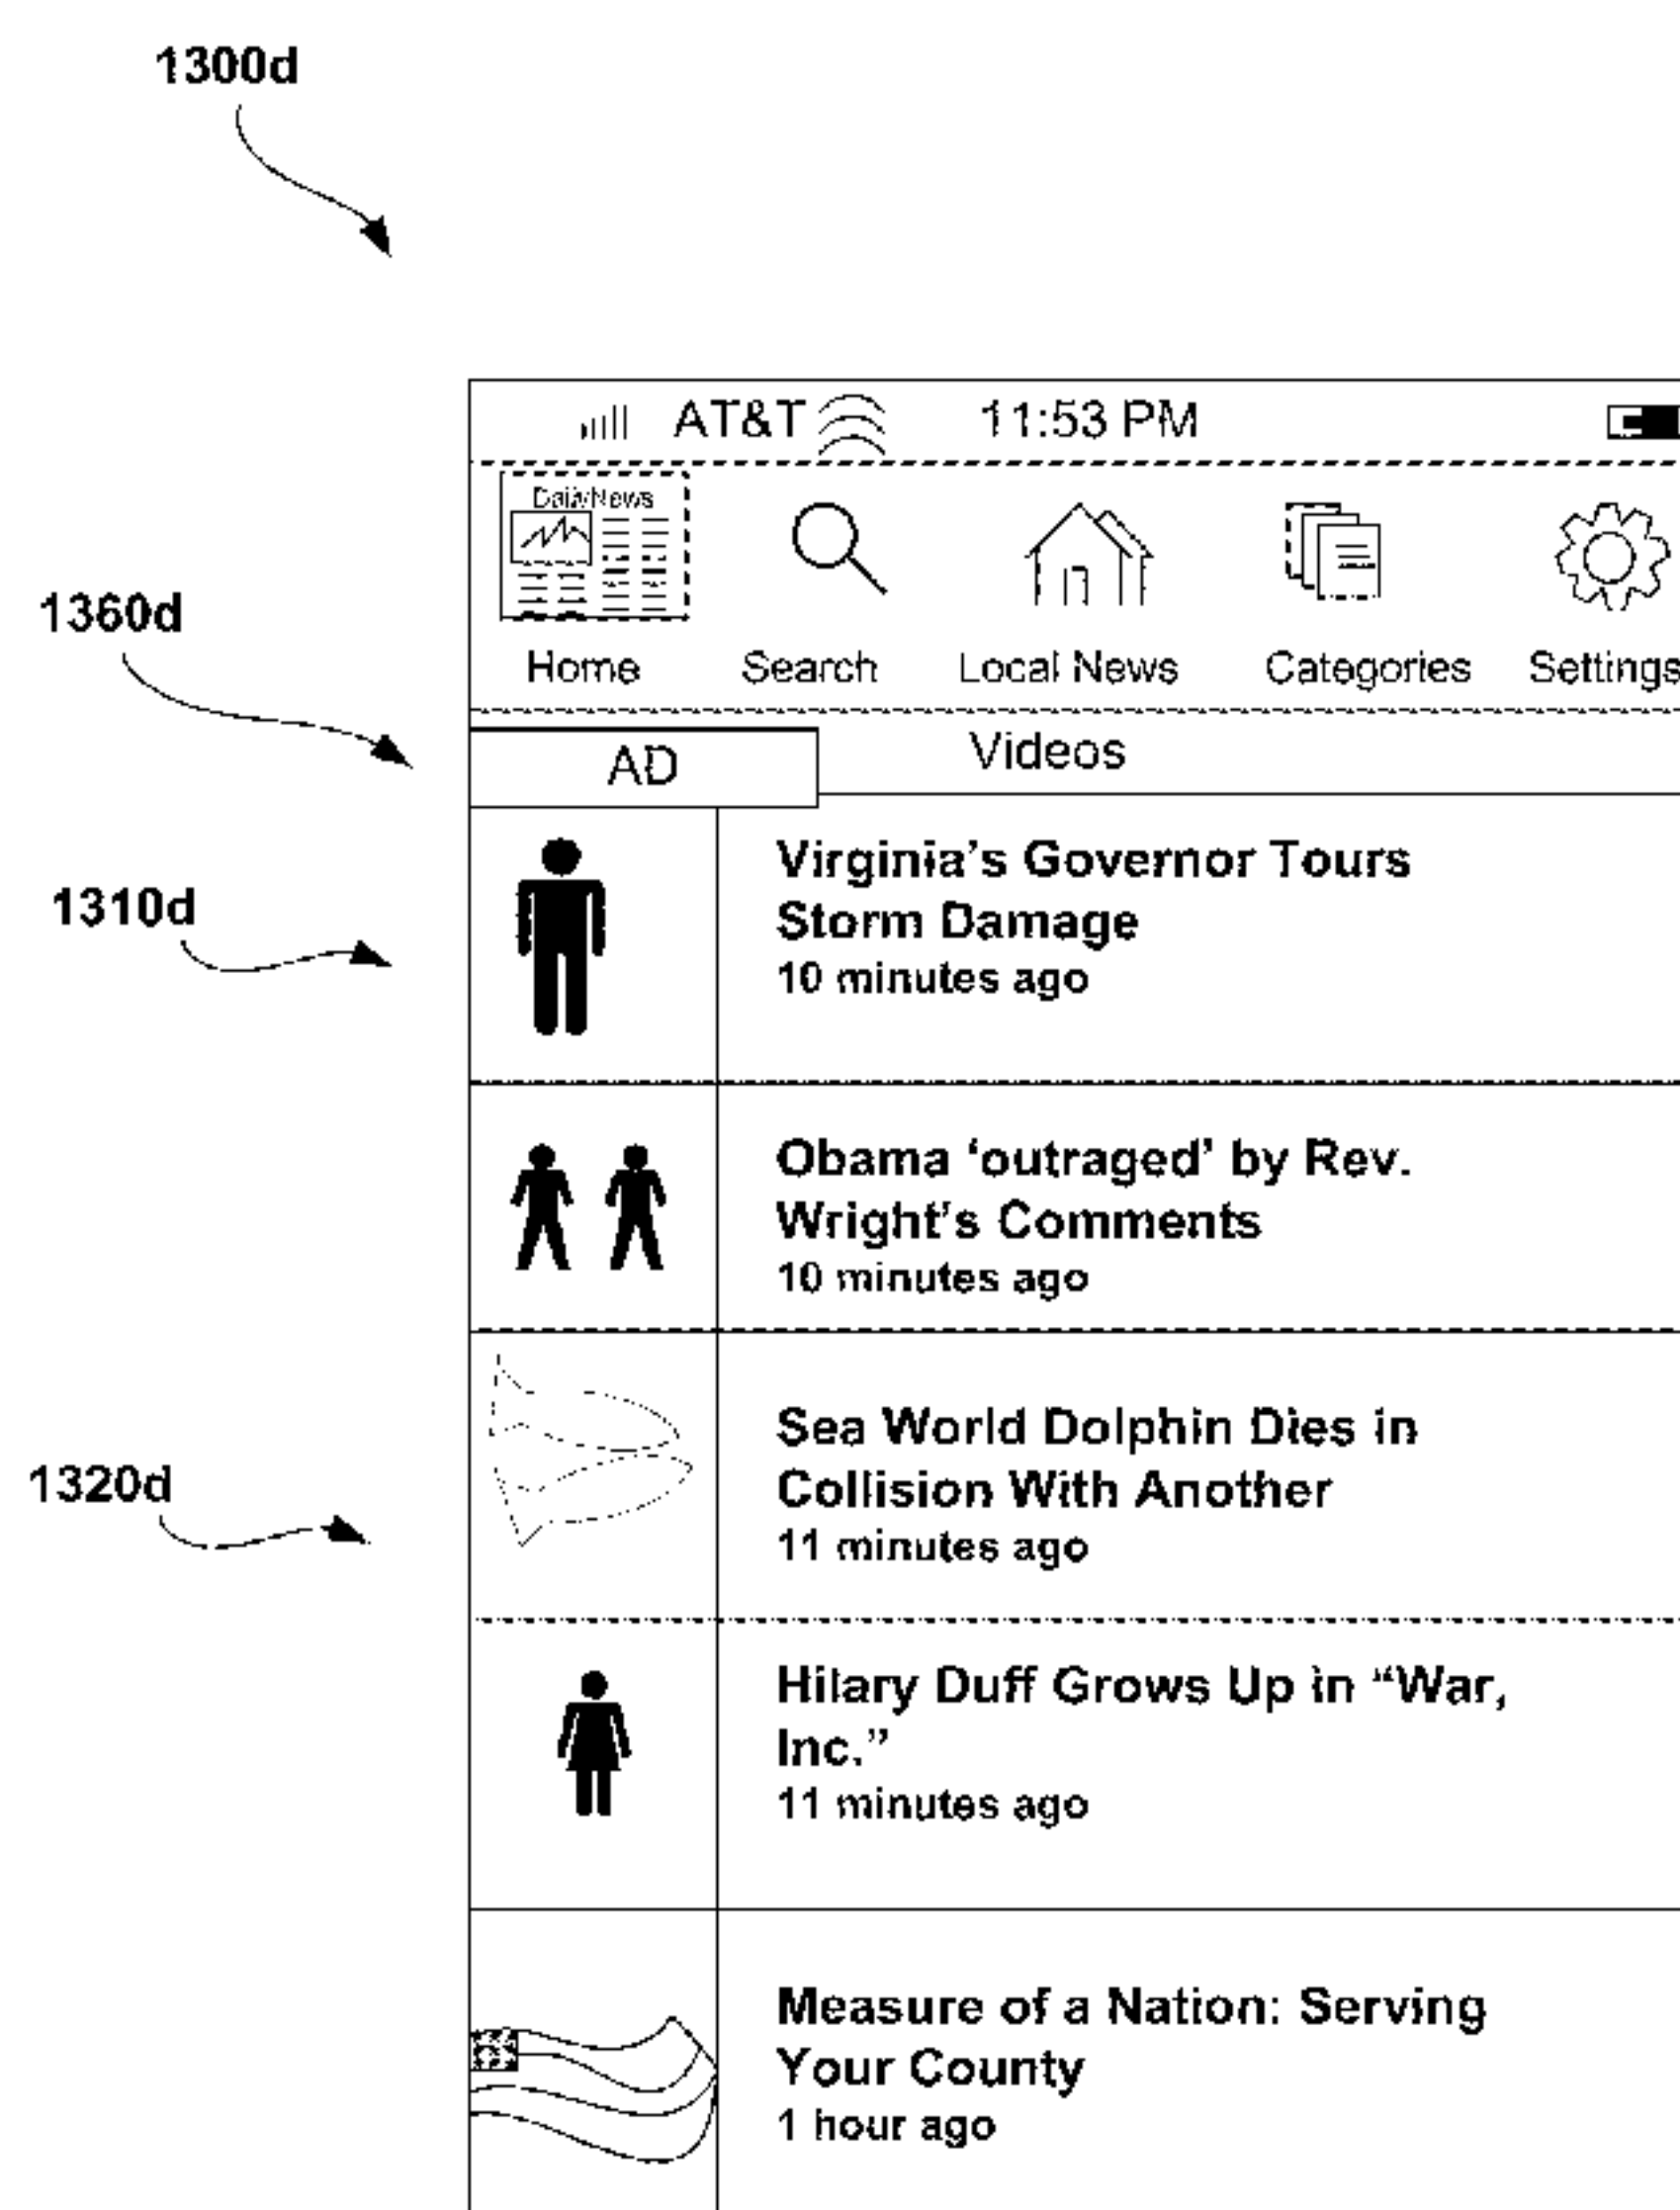 1300d
AT&T 11:53 PM
Daily News
1360d
Home Search Local News Categories Settings
AD Videos
1310d
Virginia's Governor Tours
Storm Damage
10 minutes ago
Obama 'outraged' by Rev.
Wright's Comments
10 minutes ago
1320d
Sea World Dolphin Dies in
Collision With Another
11 minutes ago
Hilary Duff Grows Up in “War,
Inc.”
11 minutes ago
Measure of a Nation: Serving
Your County
1 hour ago